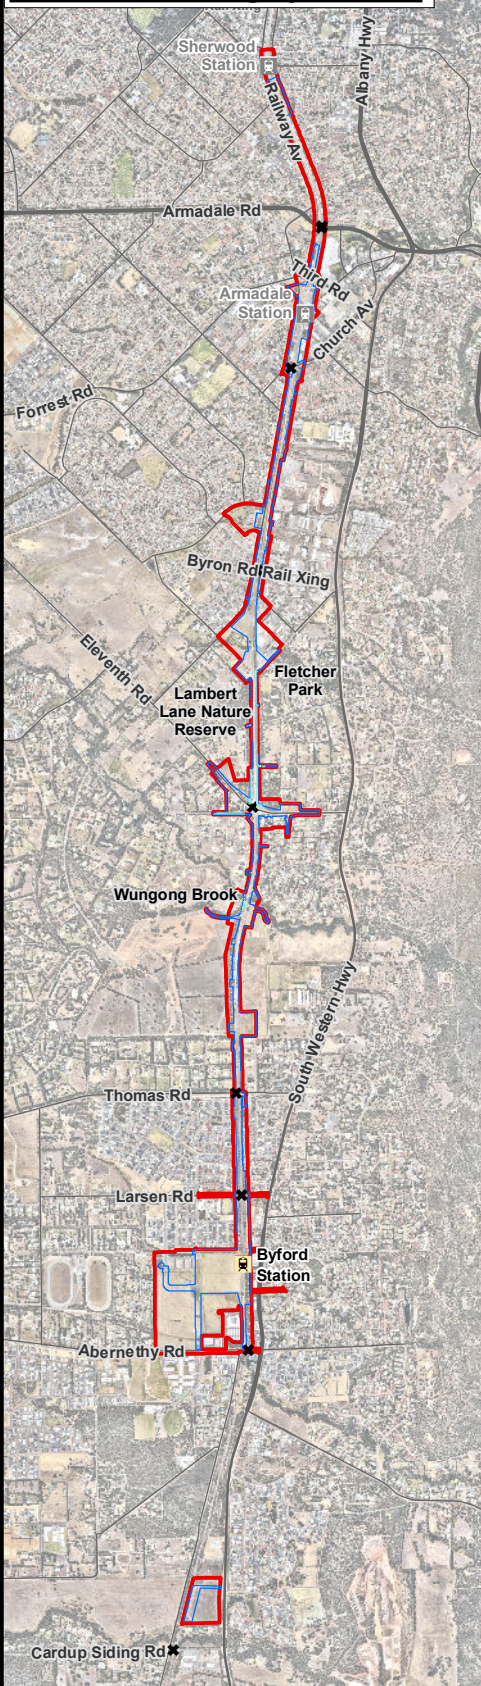 Sherwood
Station
Railway Av
Albany Hwy
Armadale Rd
Third Rd
Armadale
Station
Church Av
Forrest Rd
Byron Rd Rail Xing
Eleventh Rd
Fletcher
Park
Lambert
Lane Nature
Reserve
Wungong Brook
South Western Hwy
Thomas Rd
Larsen Rd
Byford
Station
Abernethy Rd
Cardup Siding Rd